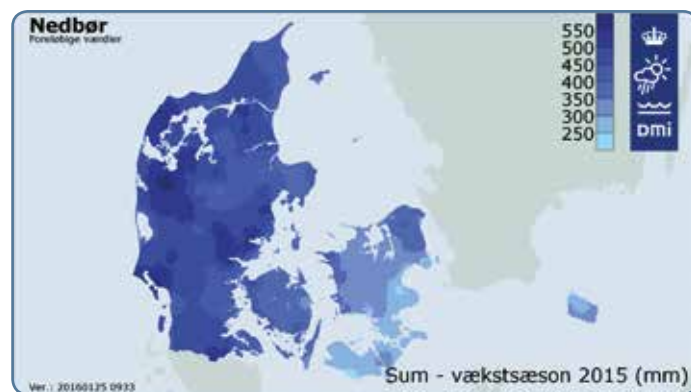 Nedbør
Foreløbige værdier
550
500
450
400
350
300
250
DMi
Sum - vækstsæson 2015 (mm)
Ver.: 20160125 0933